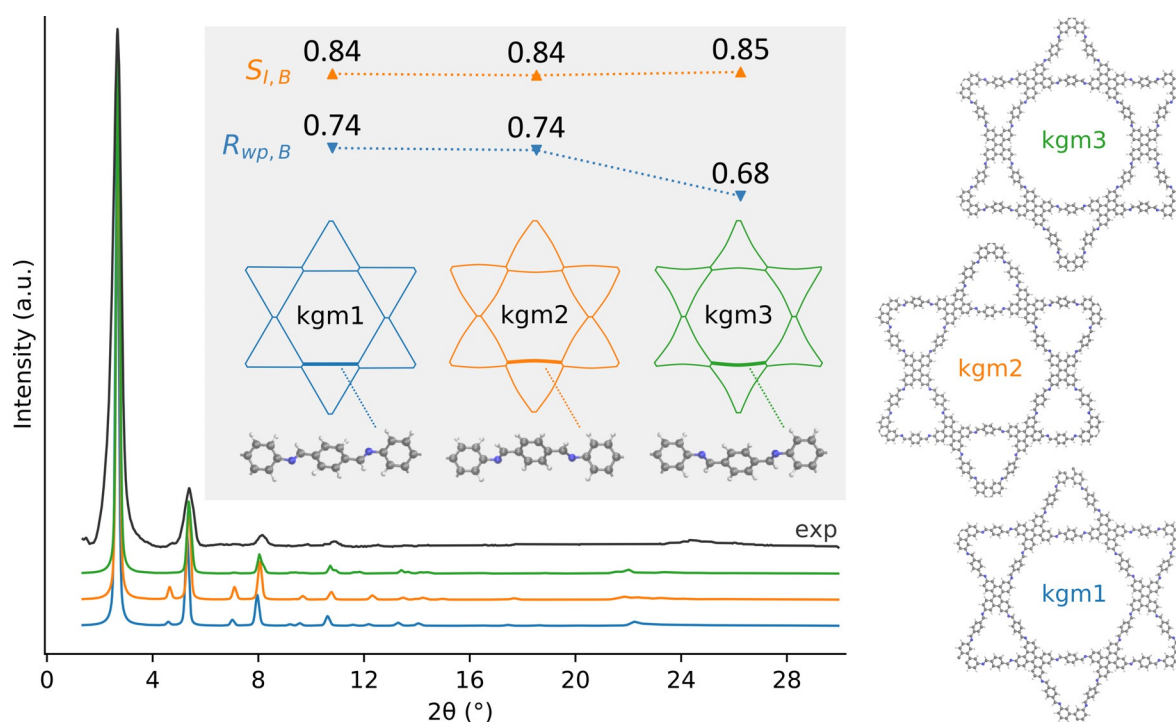 Intensity (a.u.)
S_{I,B}
0.84
0.84
0.85
R_{wp,B}
0.74
0.74
0.68
kgm1
kgm2
kgm3
exp
0
4
8
12
16
20
24
28
2θ (°)
kgm3
kgm2
kgm1